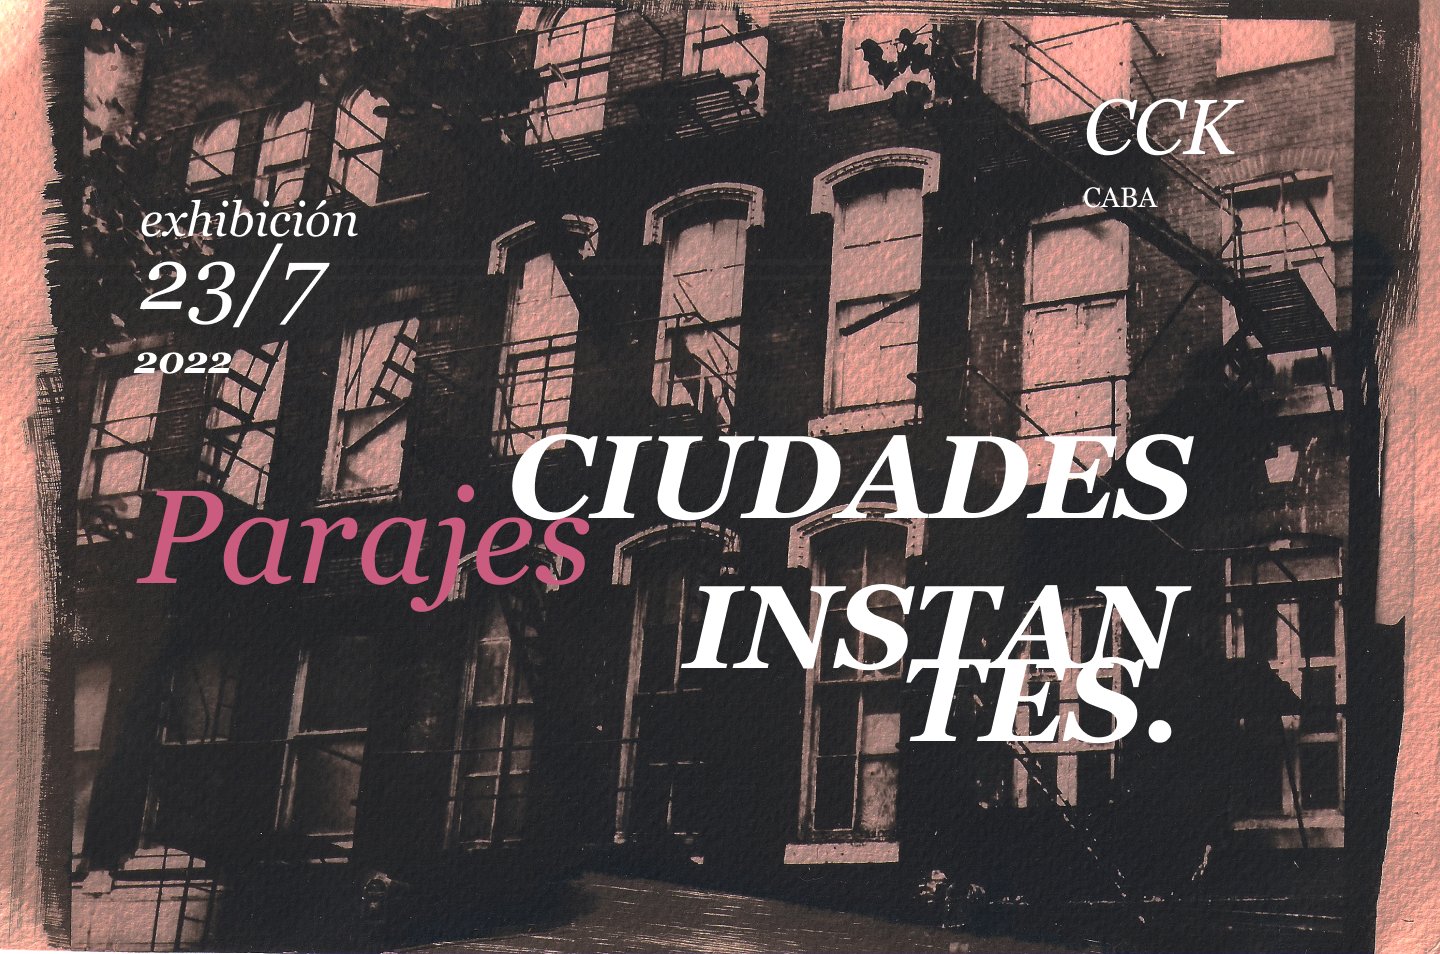 CCK
CABA
exhibición
23/7
2022
Parajes
CIUDADES
INSTAN
TES.